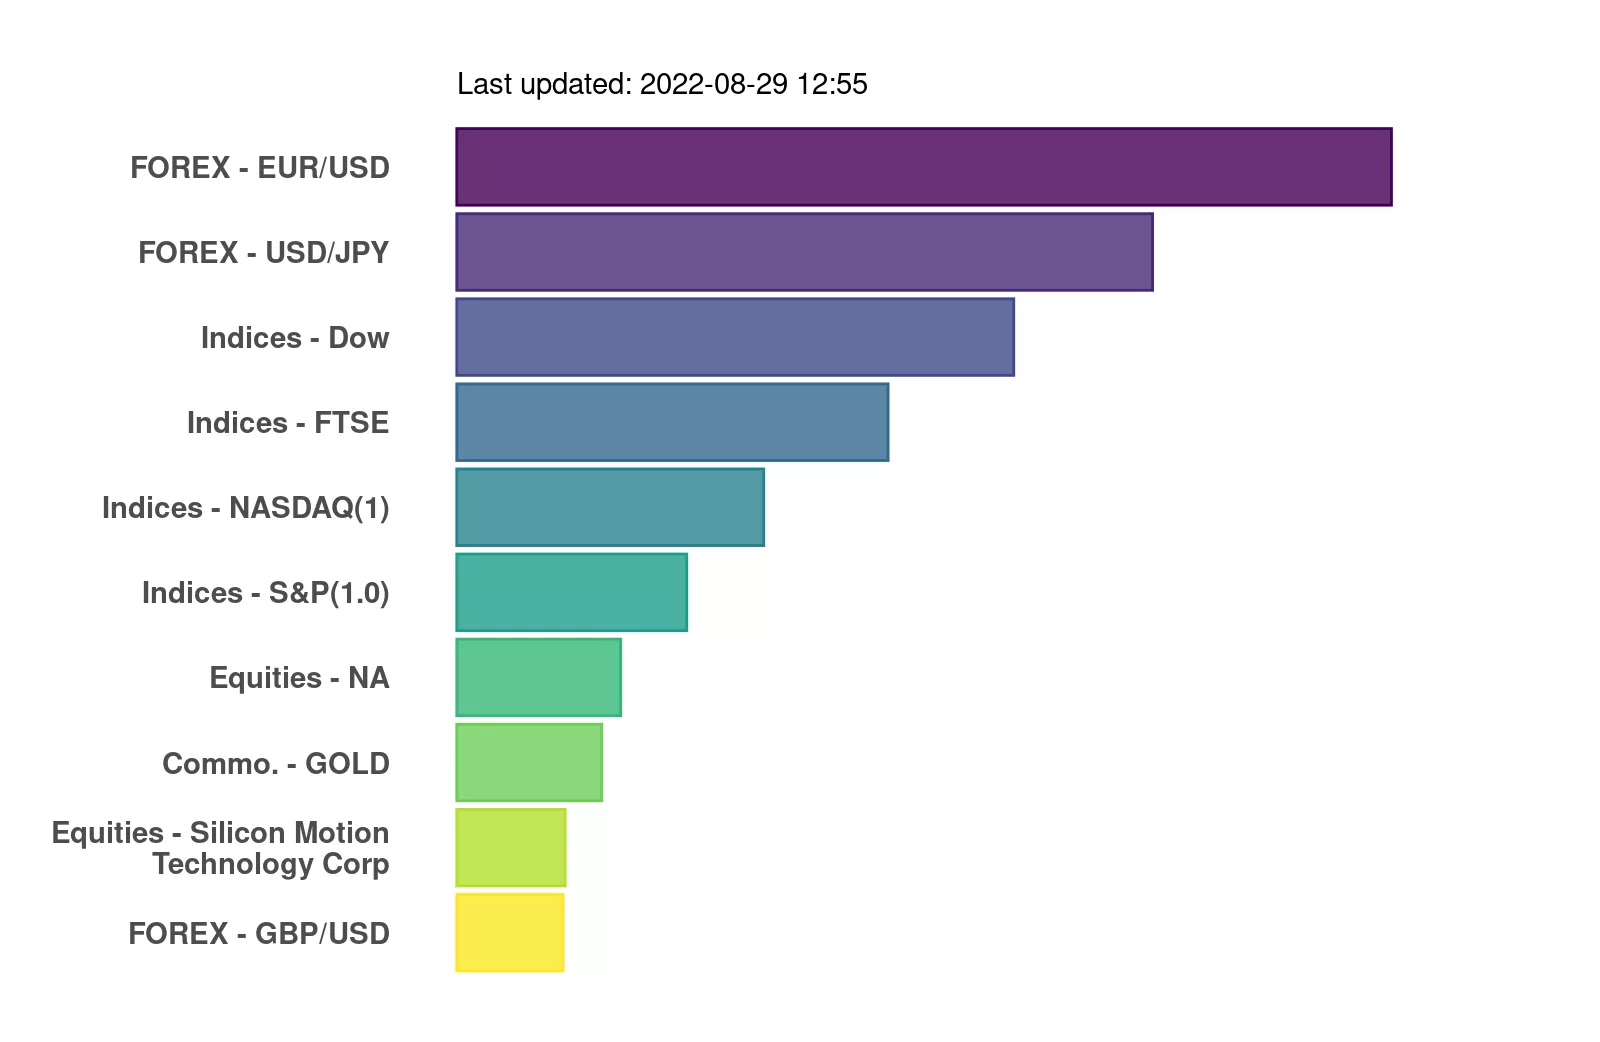 Last updated: 2022-08-29 12:55
FOREX - EUR/USD
FOREX - USD/JPY
Indices - Dow
Indices - FTSE
Indices - NASDAQ(1)
Indices - S&P(1.0)
Equities - NA
Commo. - GOLD
Equities - Silicon Motion
Technology Corp
FOREX - GBP/USD